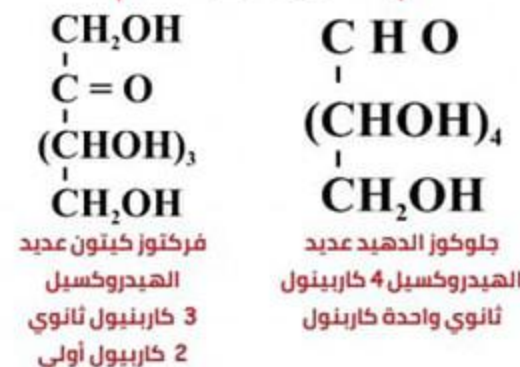 CH₂OH
C = O
(CHOH)₃
CH₂OH
فركتوز كيتون عديد
الهيدروكسيل
3 كاربنيول ثانوي
2 كاربيول أولي
C H O
(CHOH)₄
CH₂OH
جلوكوز الدهيد عديد
الهيدروكسيل 4 كاربينول
ثانوي واحدة كاربنول